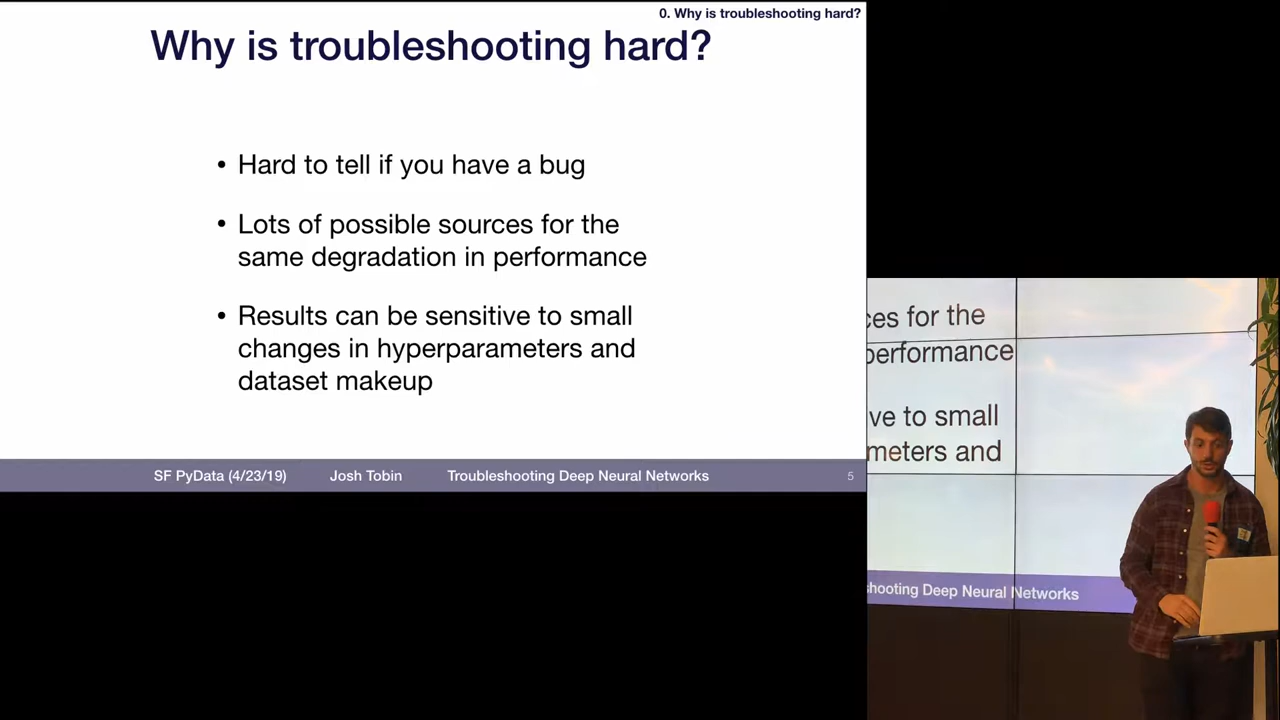 0. Why is troubleshooting hard?
Why is troubleshooting hard?
• Hard to tell if you have a bug
• Lots of possible sources for the
same degradation in performance
• Results can be sensitive to small
changes in hyperparameters and
dataset makeup
SF PyData (4/23/19) Josh Tobin Troubleshooting Deep Neural Networks 5
ces for the
performance
ve to small
meters and
shooting Deep Neural Networks